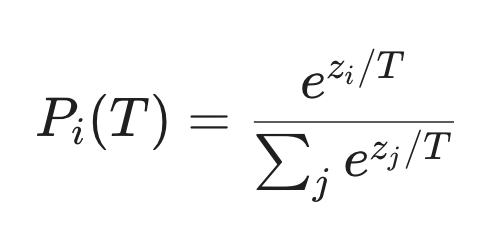 $$P_i(T) = \frac{e^{z_i/T}}{\sum_j e^{z_j/T}}$$